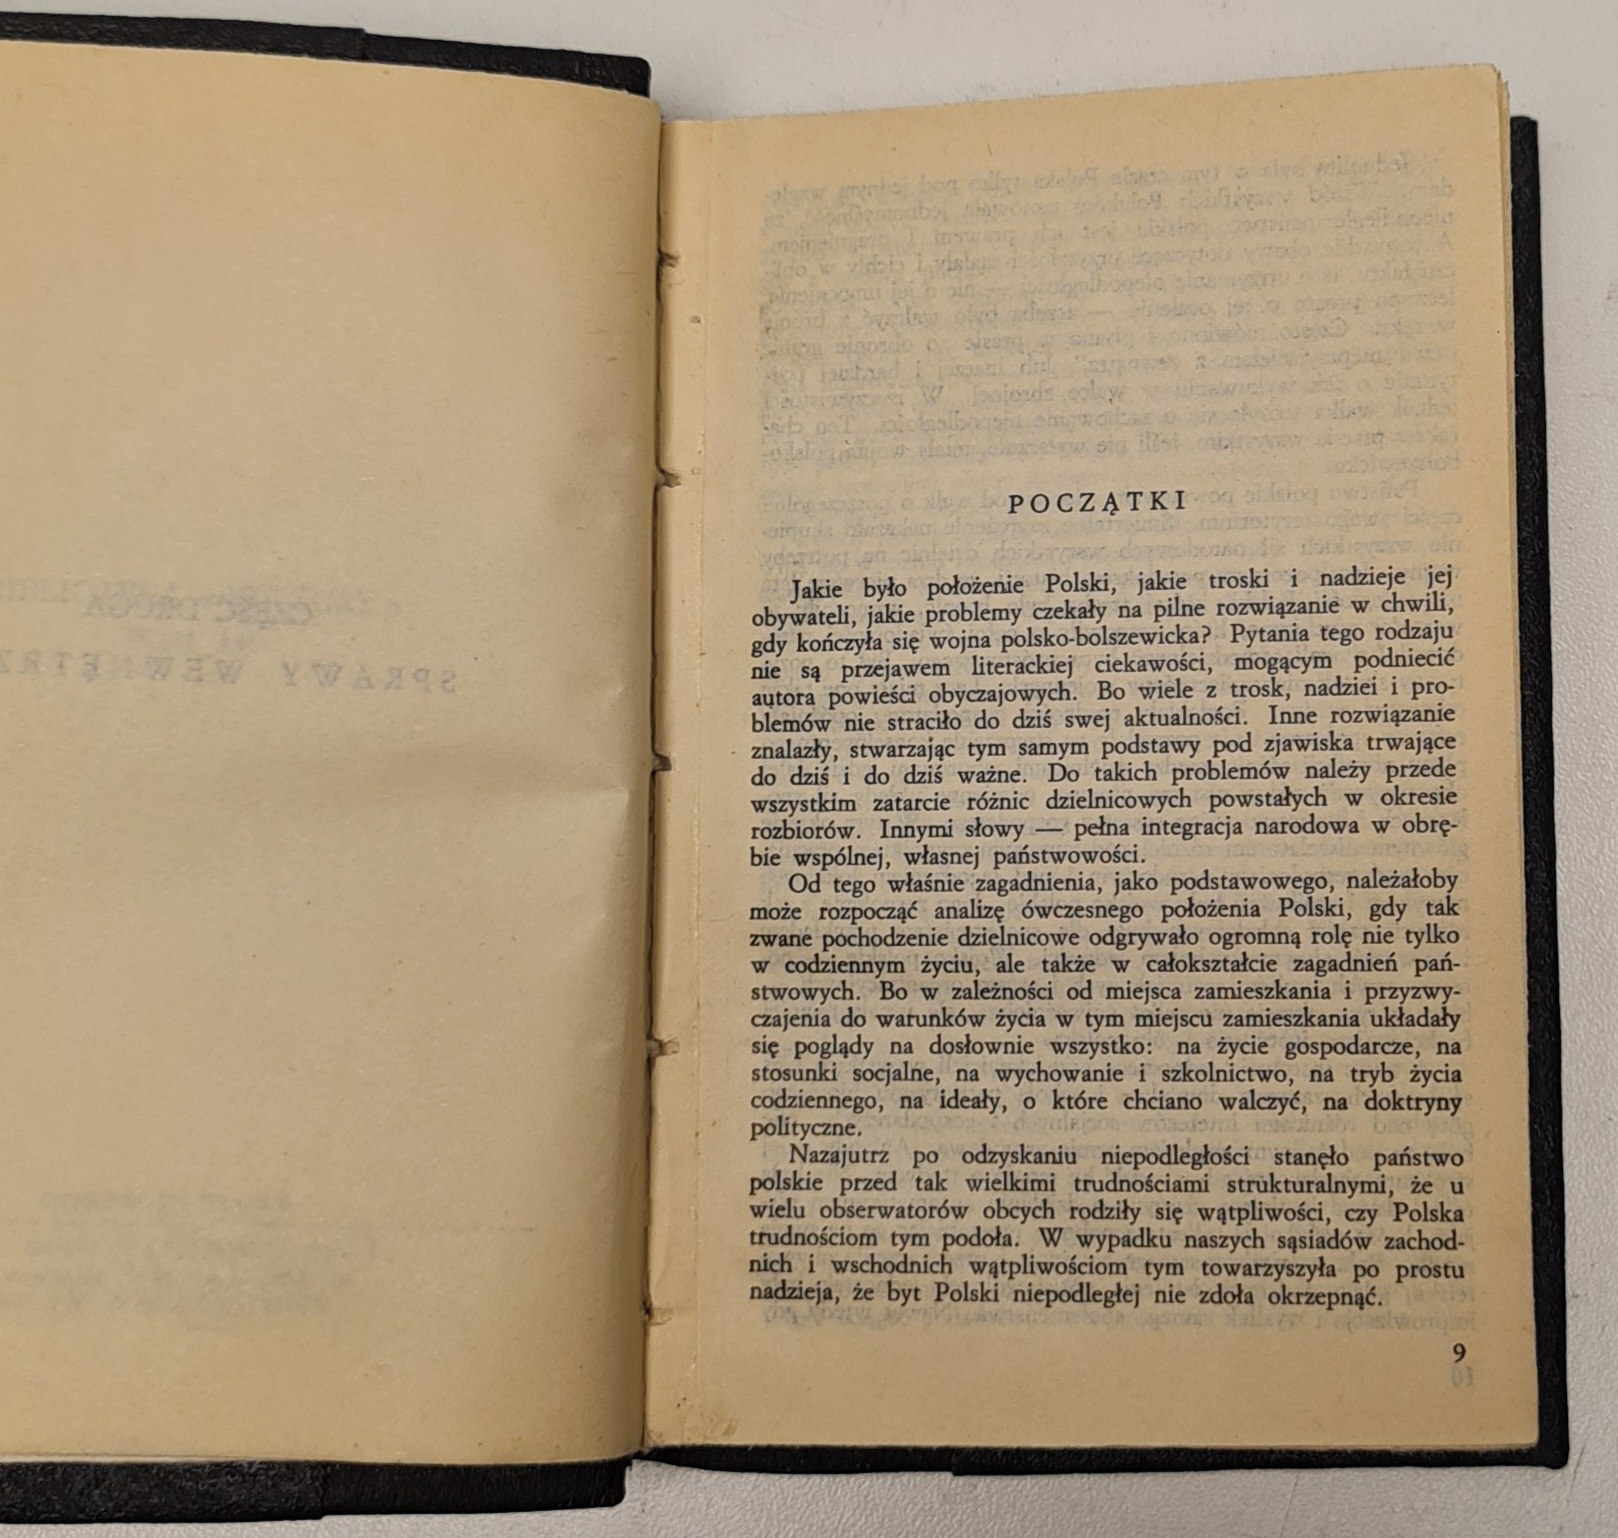 POCZĄTKI
Jakie było położenie Polski, jakie troski i nadzieje jej
obywateli, jakie problemy czekały na pilne rozwiązanie w chwili,
gdy kończyła się wojna polsko-bolszewicka? Pytania tego rodzaju
nie są przejawem literackiej ciekawości, mogącym podniecić
autora powieści obyczajowych. Bo wiele z trosk, nadziei i pro-
blemów nie straciło do dziś swej aktualności. Inne rozwiązanie
znalazły, stwarzając tym samym podstawy pod zjawiska trwające
do dziś i do dziś ważne. Do takich problemów należy przede
wszystkim zatarcie różnic dzielnicowych powstałych w okresie
rozbiorów. Innymi słowy — pełna integracja narodowa w obrę-
bie wspólnej, własnej państwowości.
Od tego właśnie zagadnienia, jako podstawowego, należałoby
może rozpocząć analizę ówczesnego położenia Polski, gdy tak
zwane pochodzenie dzielnicowe odgrywało ogromną rolę nie tylko
w codziennym życiu, ale także w całokształcie zagadnień pań-
stwowych. Bo w zależności od miejsca zamieszkania i przyzwy-
czajenia do warunków życia w tym miejscu zamieszkania układały
się poglądy na dosłownie wszystko: na życie gospodarcze, na
stosunki socjalne, na wychowanie i szkolnictwo, na tryb życia
codziennego, na ideały, o które chciano walczyć, na doktryny
polityczne.
Nazajutrz po odzyskaniu niepodległości stanęło państwo
polskie przed tak wielkimi trudnościami strukturalnymi, że u
wielu obserwatorów obcych rodziły się wątpliwości, czy Polska
trudnościom tym podoła. W wypadku naszych sąsiadów zachod-
nich i wschodnich wątpliwościom tym towarzyszyła po prostu
nadzieja, że byt Polski niepodległej nie zdoła okrzepnąć.
9